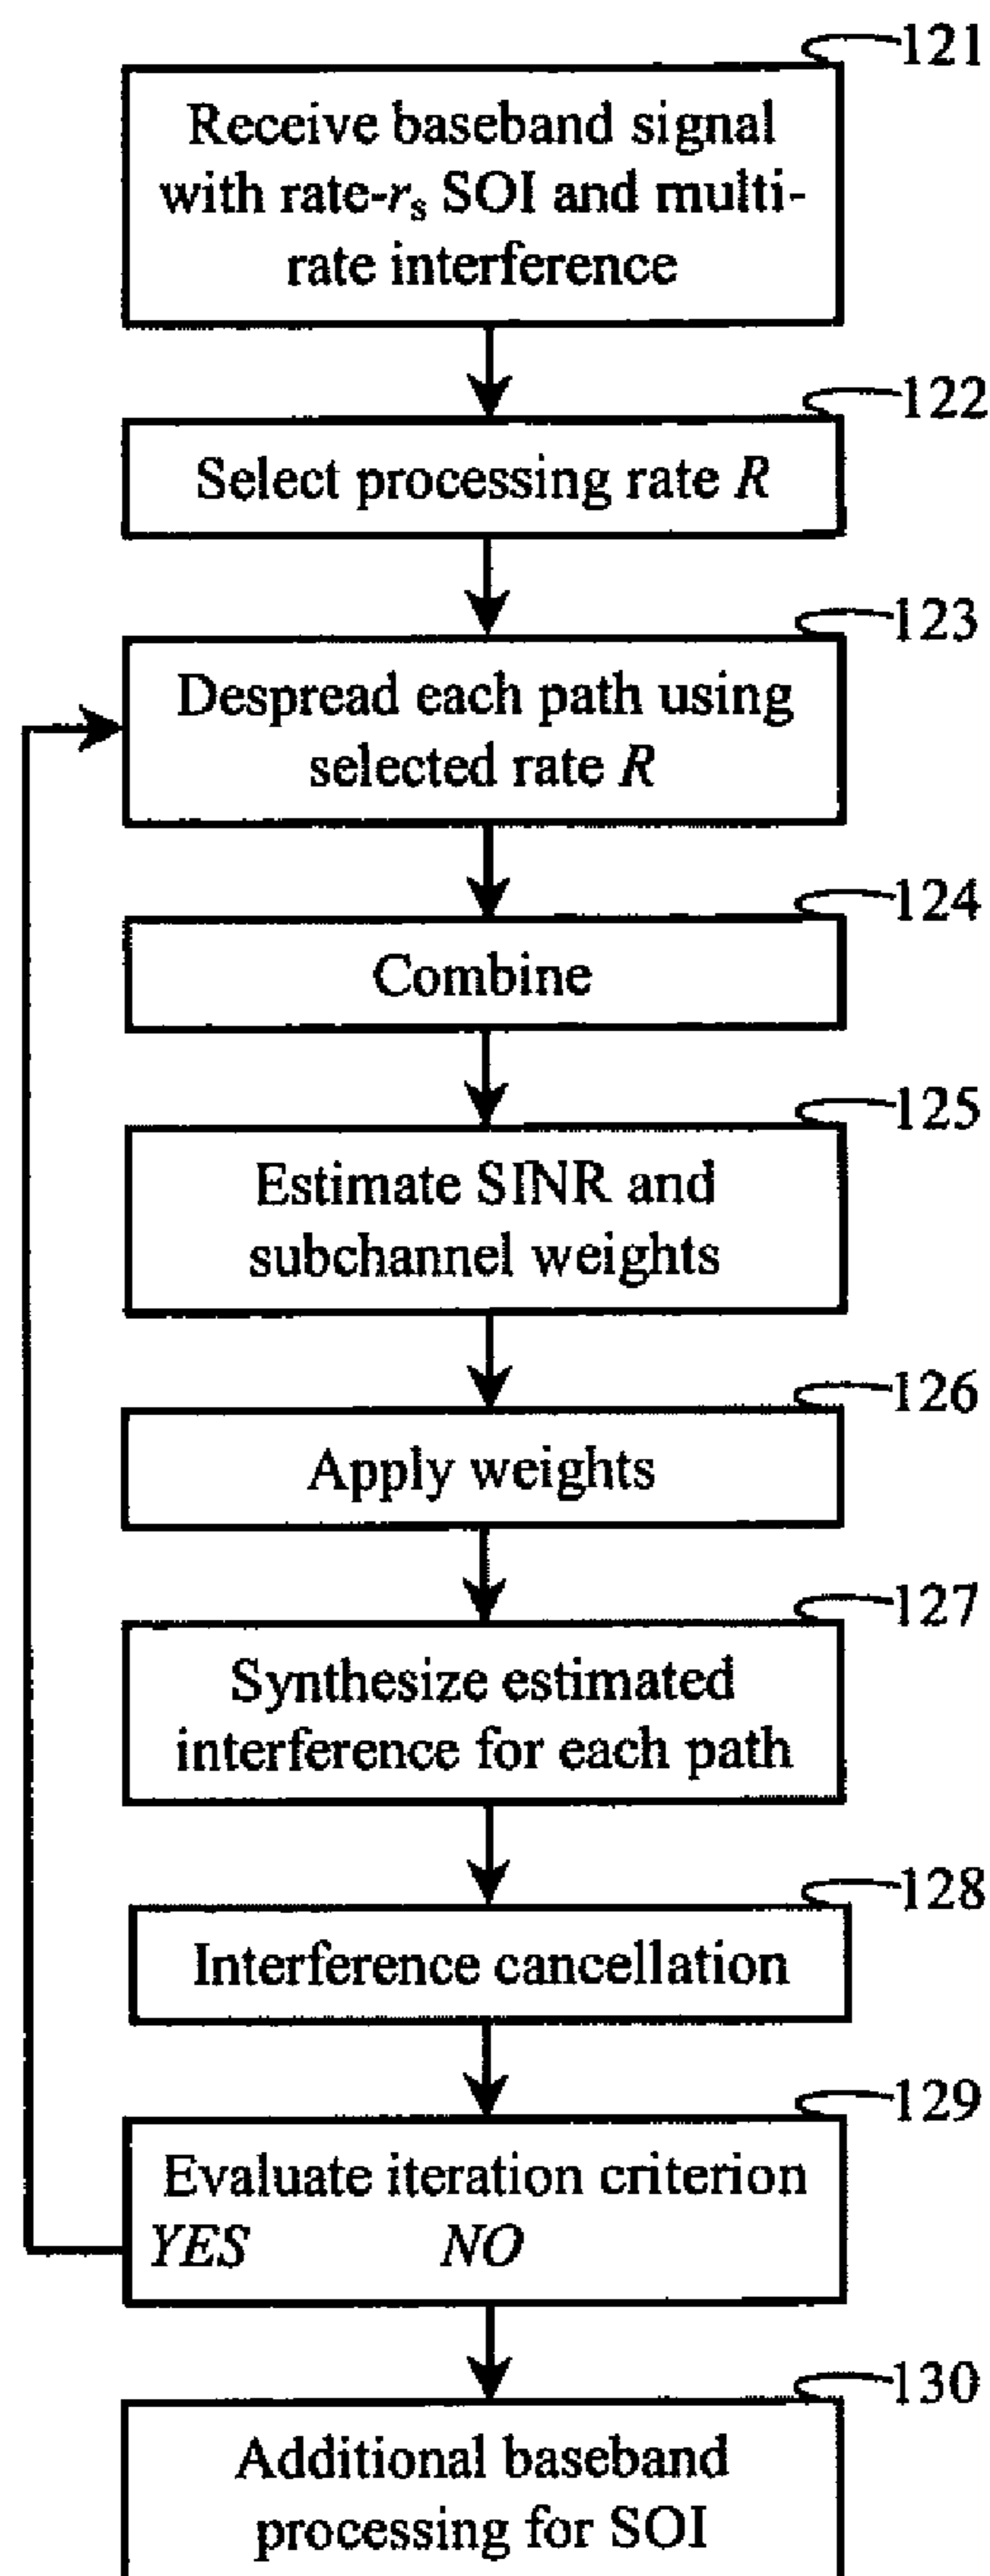 121
Receive baseband signal
with rate-rs SOI and multi-
rate interference
122
Select processing rate R
123
Despread each path using
selected rate R
124
Combine
125
Estimate SINR and
subchannel weights
126
Apply weights
127
Synthesize estimated
interference for each path
128
Interference cancellation
129
Evaluate iteration criterion
YES NO
130
Additional baseband
processing for SOI